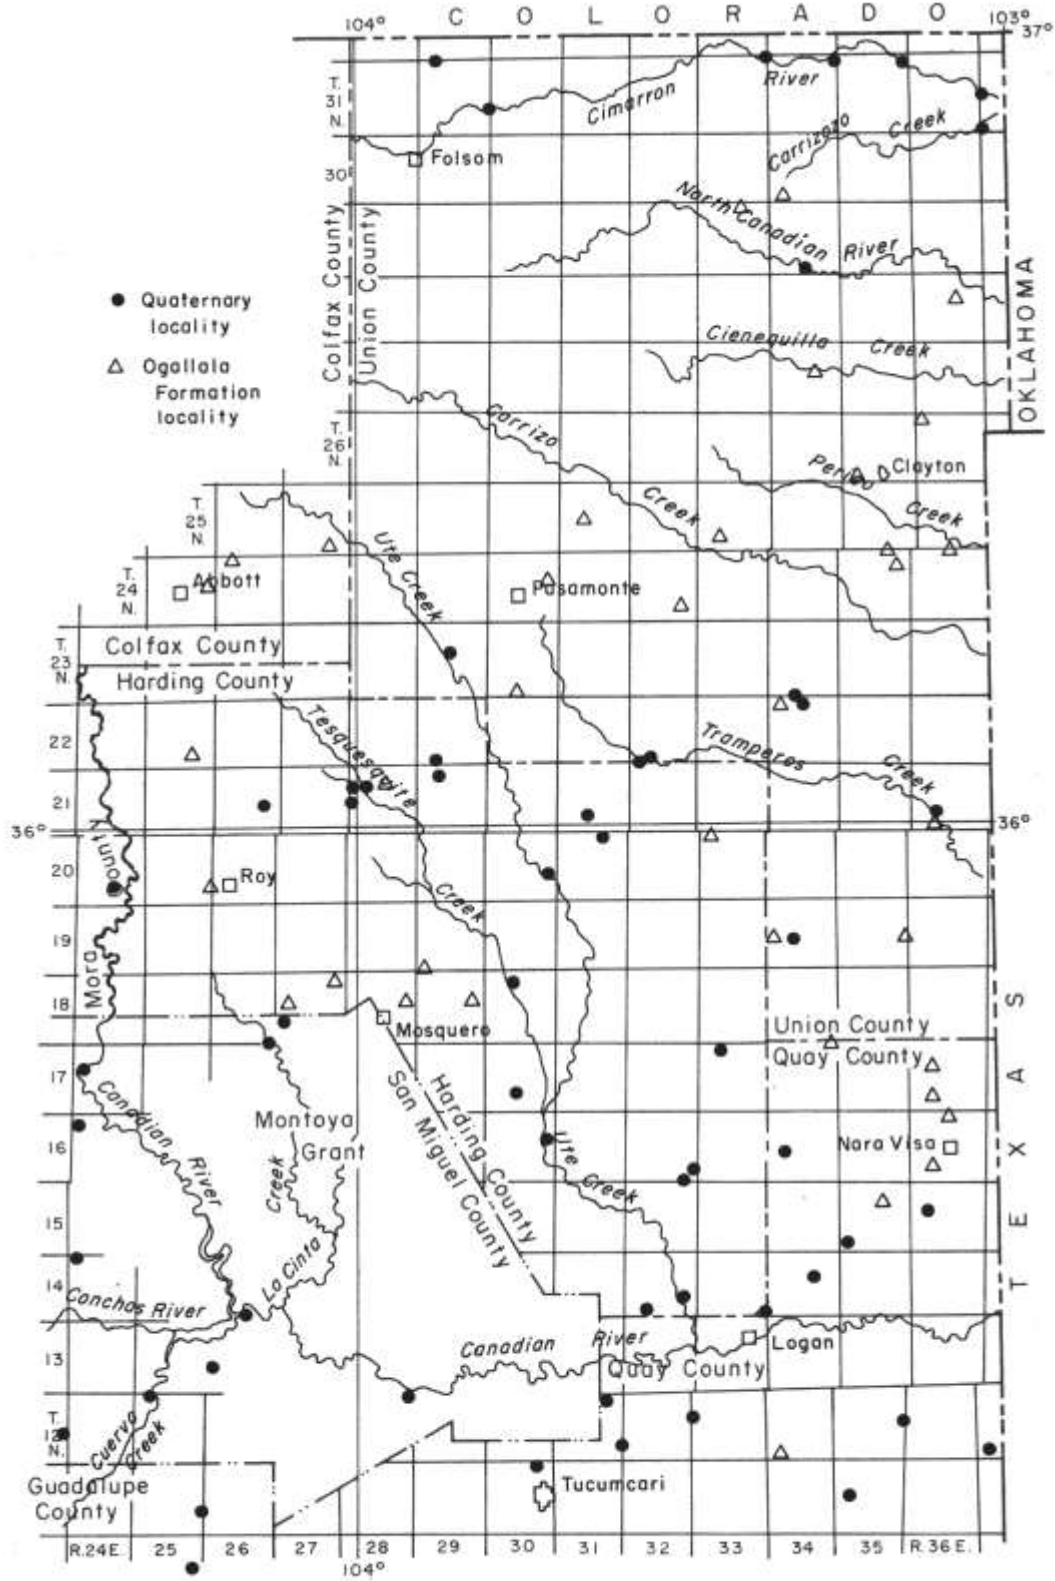 C O L O R A D O
104°
103°
37°
T.
31
N.
Cimarron River
Carrizozo Creek
Folsom
30
North Canadian River
Colfax County
Union County
OKLAHOMA
Quaternary
locality
Ogallala
Formation
locality
Cienequilla Creek
Carrizo Creek
T.
26
N.
Perico Creek
Clayton
T.
25
N.
Ute Creek
T.
24
N.
Abbott
Pasamonte
T.
23
N.
Colfax County
Harding County
Tesquesquite Creek
22
Tramperos Creek
21
36°
36°
Mora County
20
Roy
19
18
Mosquero
Union County
Quay County
17
Canadian River
Montoya
Grant
Harding County
San Miguel County
Nara Visa
16
Ute Creek
TEXAS
15
La Cinta Creek
14
Conchos River
13
Canadian River
Logan
Quay County
T.
12
N.
Cuervo Creek
Guadalupe
County
Tucumcari
R.24E. 25 26 27 28 29 30 31 32 33 34 35 R.36E.
104°